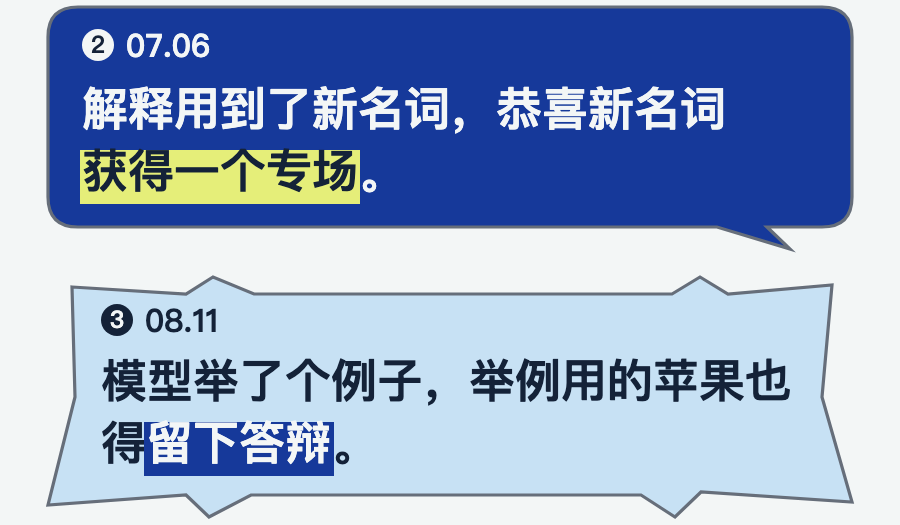 2 07.06
解释用到了新名词，恭喜新名词
获得一个专场。
3 08.11
模型举了个例子，举例用的苹果也
得留下答辩。